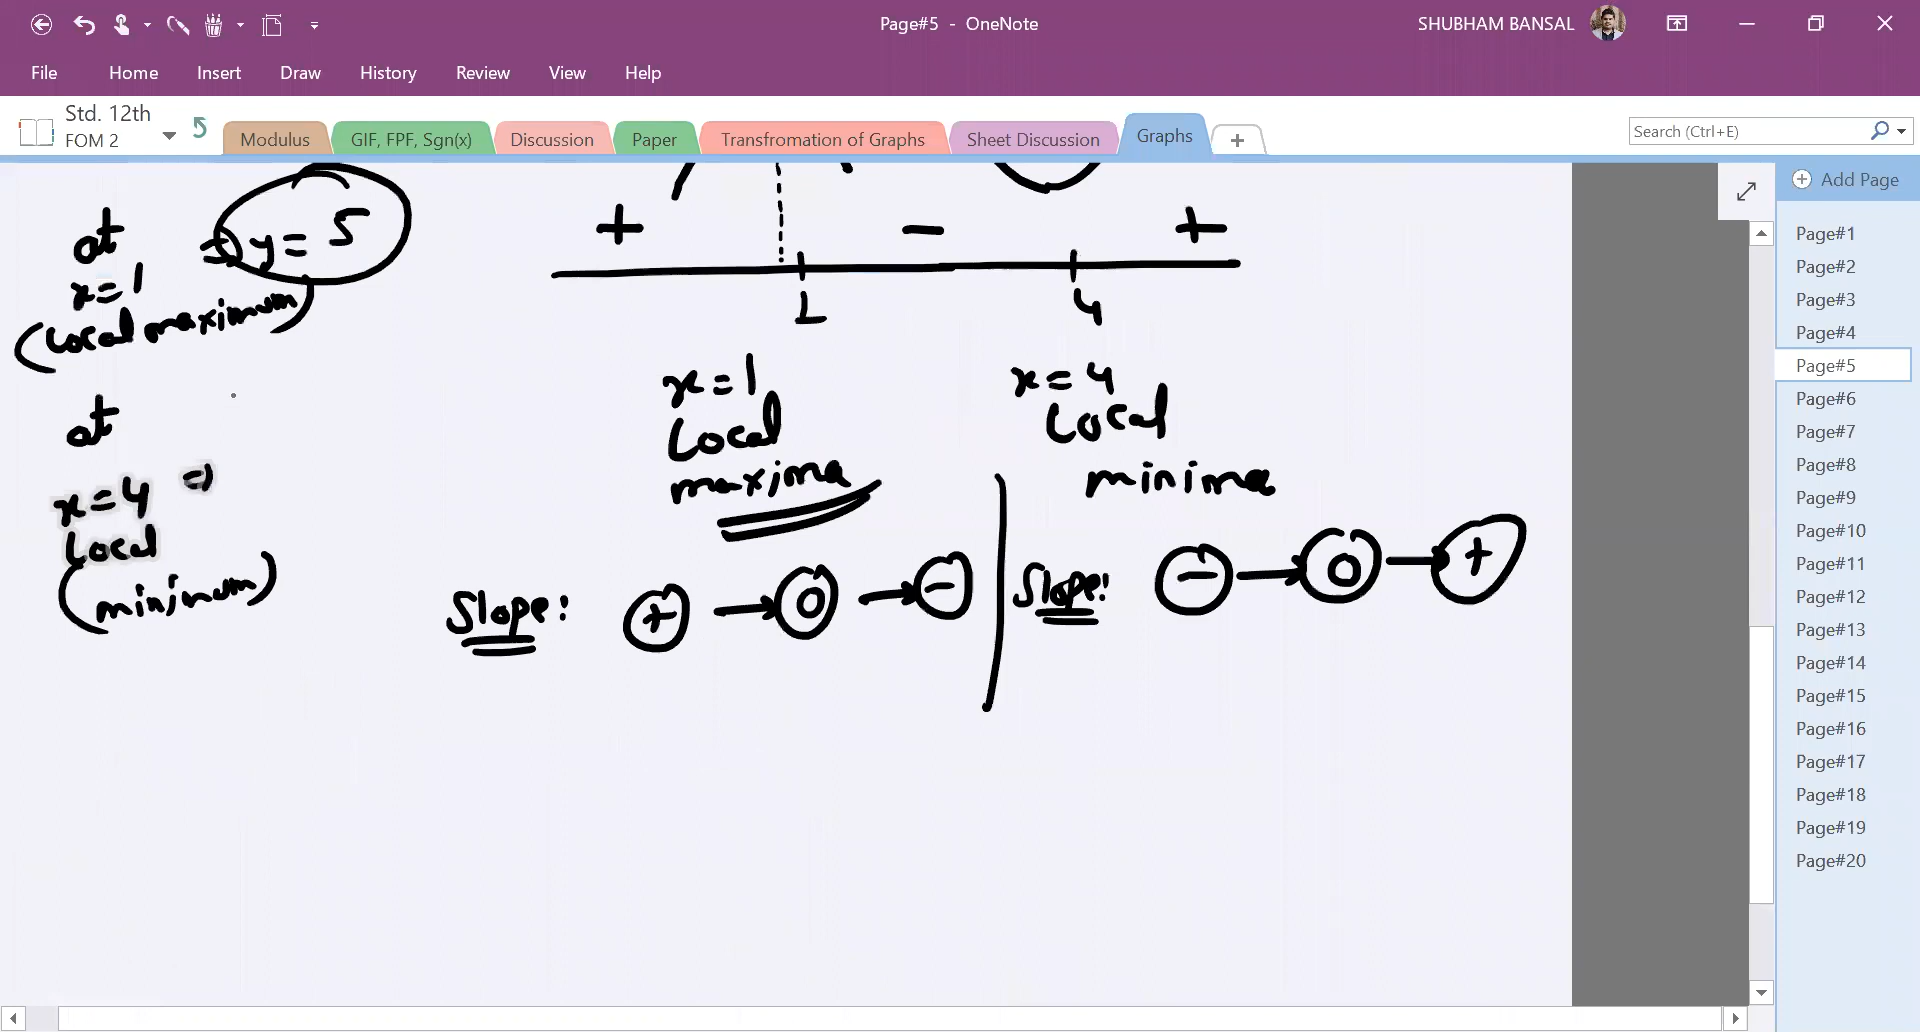 Page#5 - OneNote
SHUBHAM BANSAL
File Home Insert Draw History Review View Help
Std. 12th
FOM 2
Modulus GIF, FPF, Sgn(x) Discussion Paper Transfromation of Graphs Sheet Discussion Graphs +
Search (Ctrl+E)
Add Page
Page#1
Page#2
Page#3
Page#4
Page#5
Page#6
Page#7
Page#8
Page#9
Page#10
Page#11
Page#12
Page#13
Page#14
Page#15
Page#16
Page#17
Page#18
Page#19
Page#20
at
x=1
⇒ y = 5
(Local maximum)
at
x=4 ⇒
Local
(minimum)
+ - +
1 4
x=1
Local
maxima
x=4
Local
minima
Slope: + → 0 → -
Slope: - → 0 → +